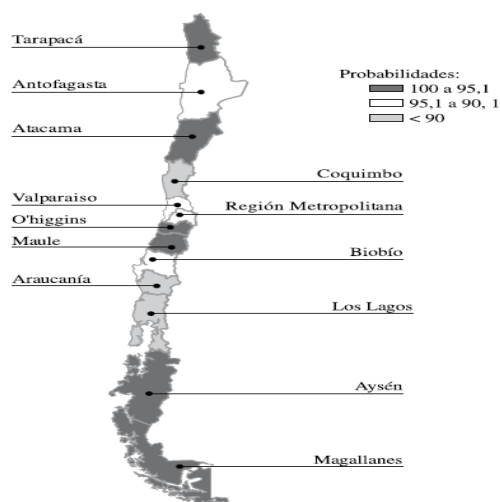 Tarapacá
Antofagasta
Probabilidades:
100 a 95,1
95,1 a 90, 1
< 90
Atacama
Coquimbo
Valparaiso
Región Metropolitana
O'higgins
Maule
Biobío
Araucanía
Los Lagos
Aysén
Magallanes